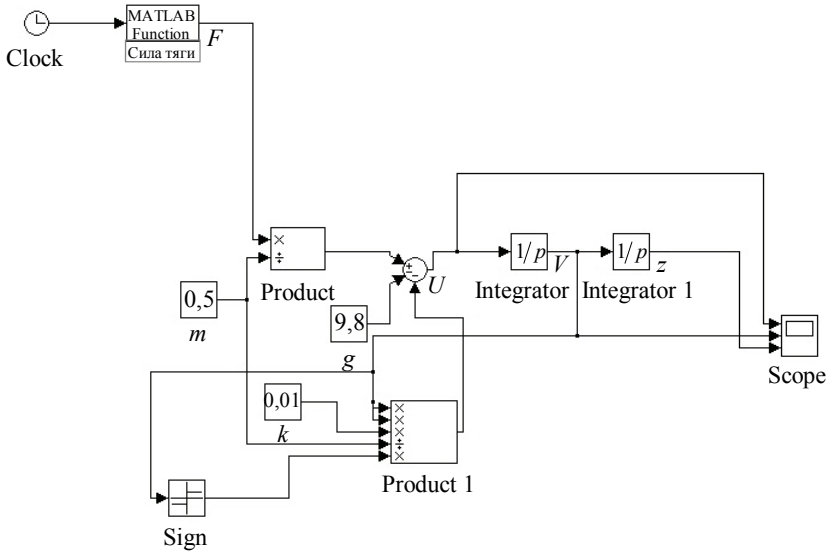 MATLAB
Function
Сила тяги
F
Clock
×
÷
Product
0,5
m
9,8
g
+
−
−
U
1/p
V
Integrator
1/p
z
Integrator 1
Scope
0,01
k
×
×
×
÷
×
Product 1
Sign